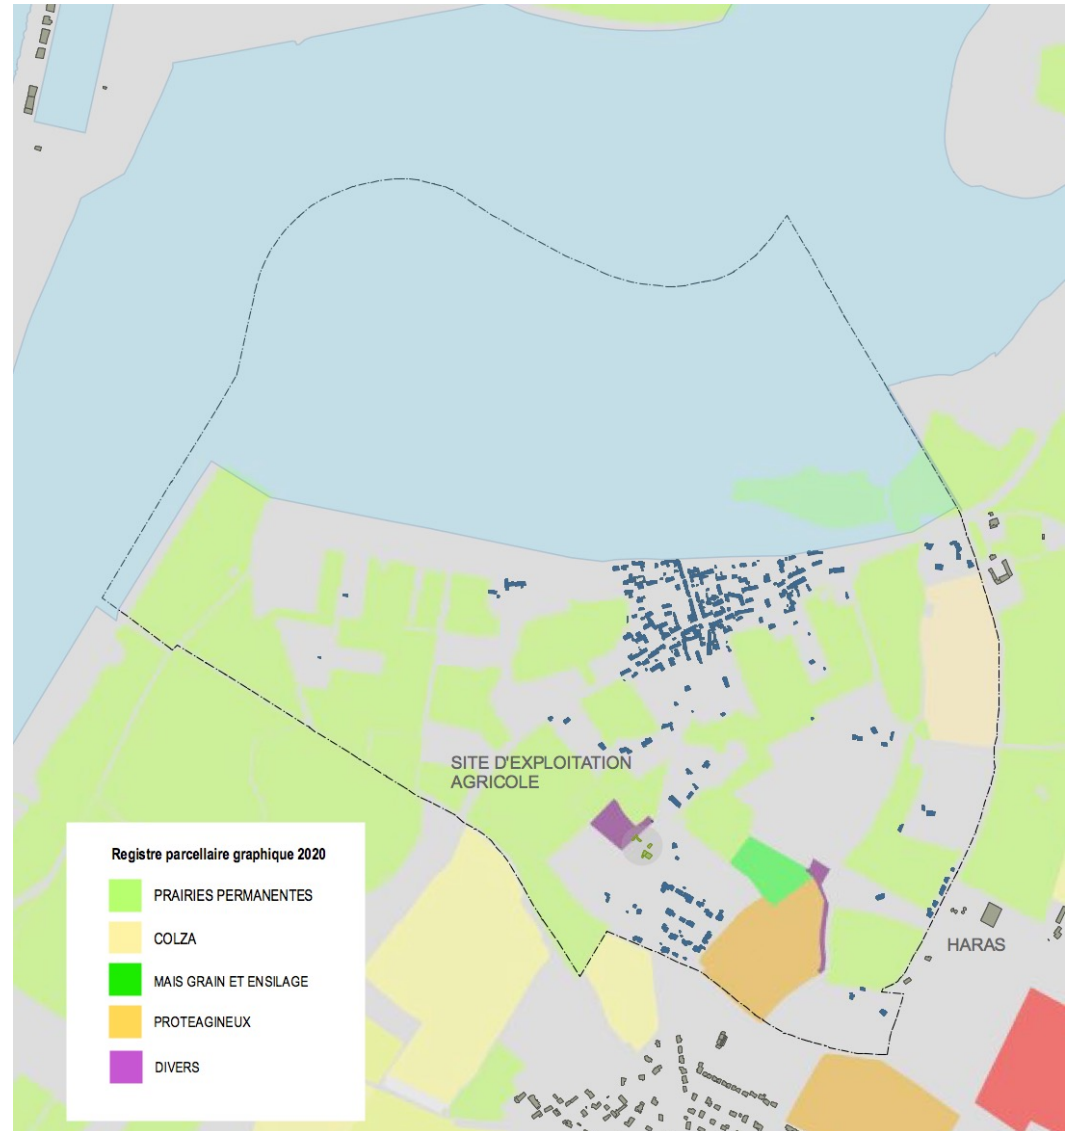 SITE D'EXPLOITATION
AGRICOLE
HARAS
Registre parcellaire graphique 2020
PRAIRIES PERMANENTES
COLZA
MAIS GRAIN ET ENSILAGE
PROTEAGINEUX
DIVERS